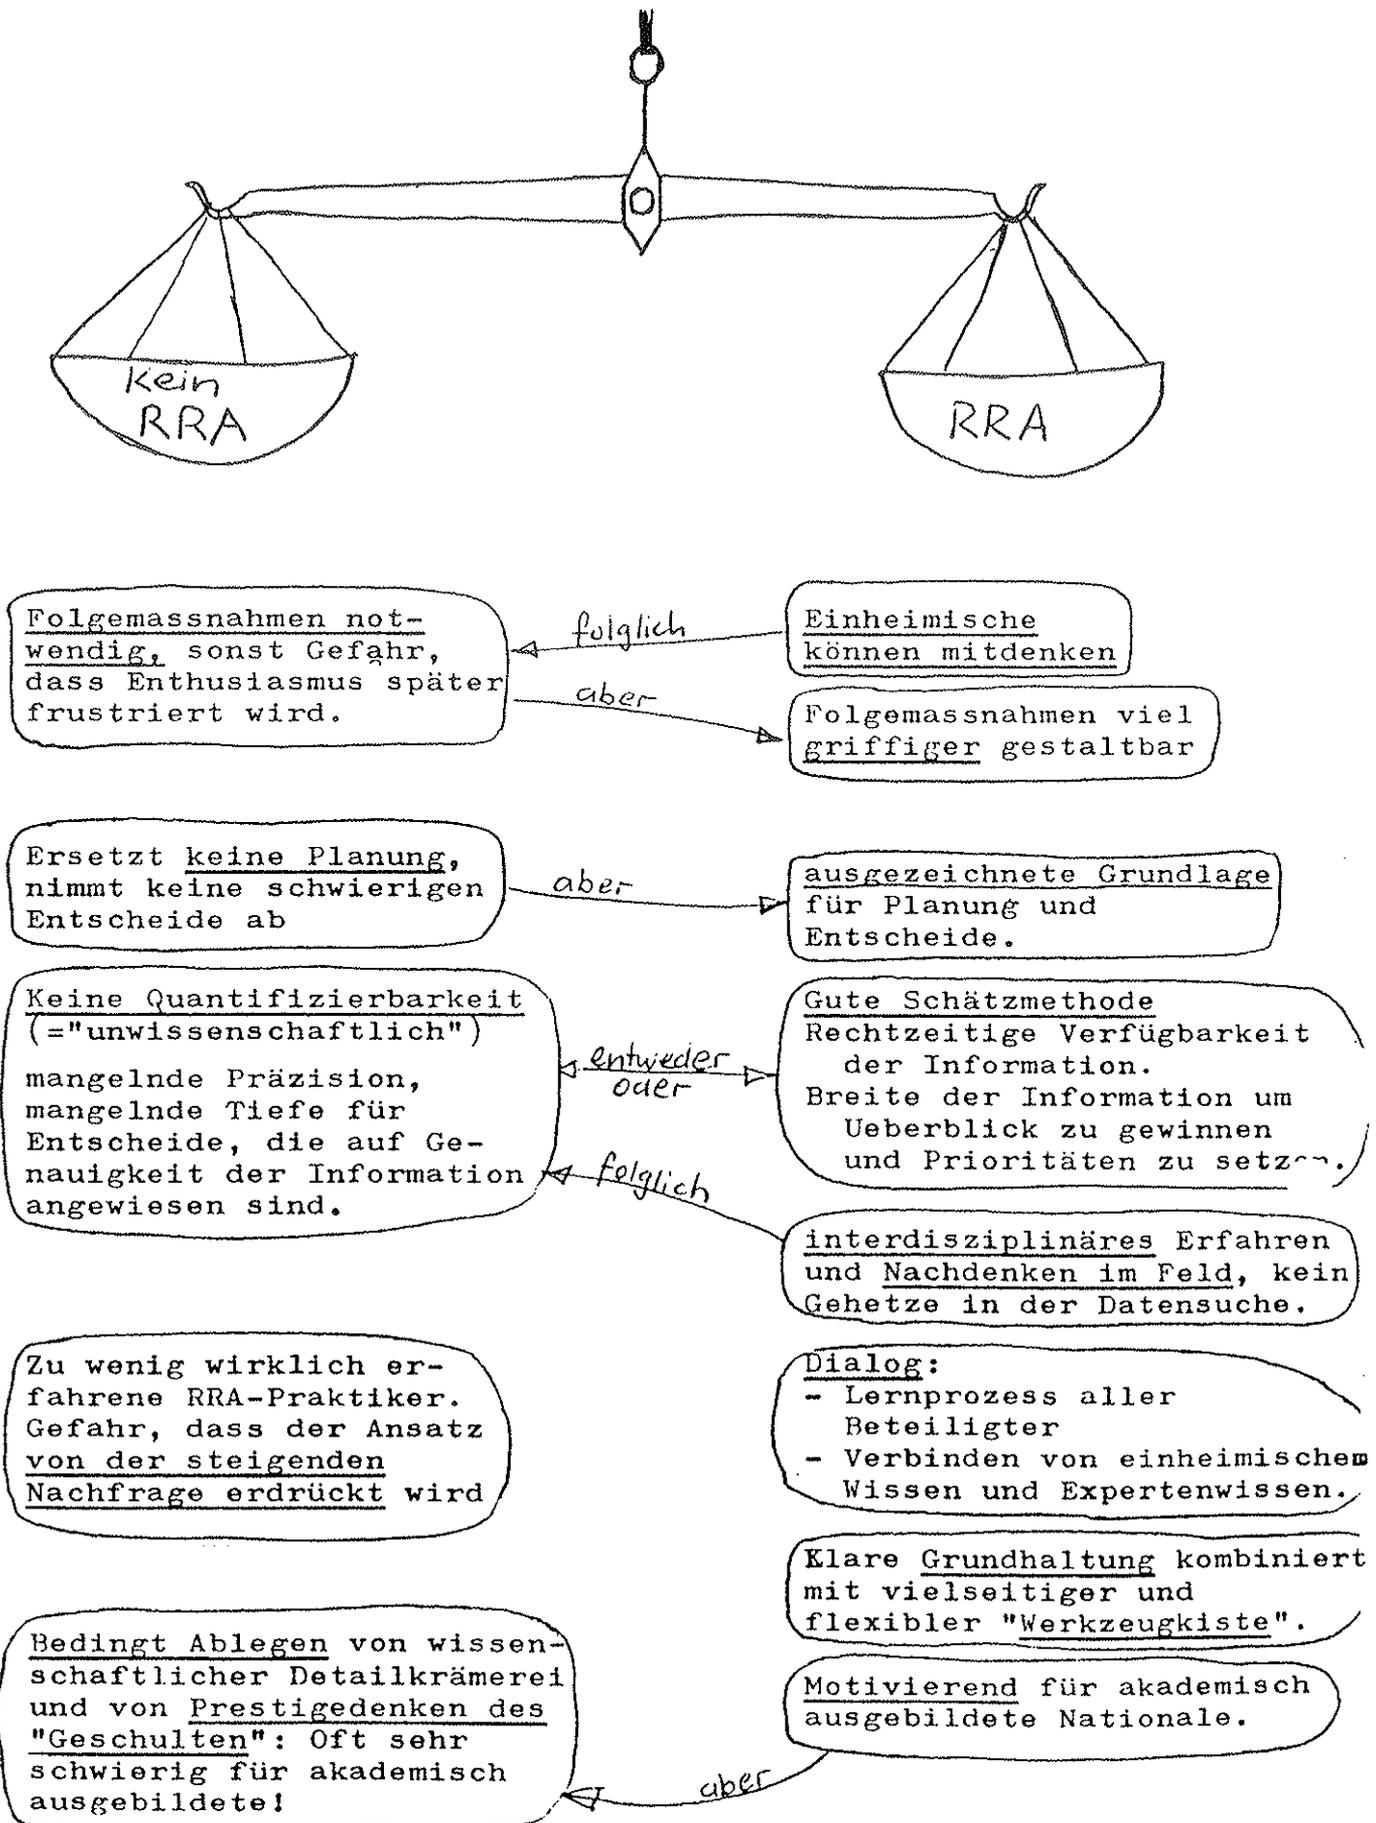 Kein
RRA
RRA
Folgemassnahmen not-
wendig, sonst Gefahr,
dass Enthusiasmus später
frustriert wird.
folglich
aber
Einheimische
können mitdenken
Folgemassnahmen viel
griffiger gestaltbar
Ersetzt keine Planung,
nimmt keine schwierigen
Entscheide ab
aber
ausgezeichnete Grundlage
für Planung und
Entscheide.
Keine Quantifizierbarkeit
(="unwissenschaftlich")
mangelnde Präzision,
mangelnde Tiefe für
Entscheide, die auf Ge-
nauigkeit der Information
angewiesen sind.
entweder
oder
folglich
Gute Schätzmethode
Rechtzeitige Verfügbarkeit
der Information.
Breite der Information um
Ueberblick zu gewinnen
und Prioritäten zu
interdisziplinäres Erfahren
und Nachdenken im Feld, kein
Gehetze in der Datensuche.
Zu wenig wirklich er-
fahrene RRA-Praktiker.
Gefahr, dass der Ansatz
von der steigenden
Nachfrage erdrückt wird
Dialog:
- Lernprozess aller
Beteiligter
- Verbinden von einheimischem
Wissen und Expertenwissen.
Klare Grundhaltung kombiniert
mit vielseitiger und
flexibler "Werkzeugkiste".
Bedingt Ablegen von wissen-
schaftlicher Detailkrämerei
und von Prestigedenken des
"Geschulten": Oft sehr
schwierig für akademisch
ausgebildete!
aber
Motivierend für akademisch
ausgebildete Nationale.